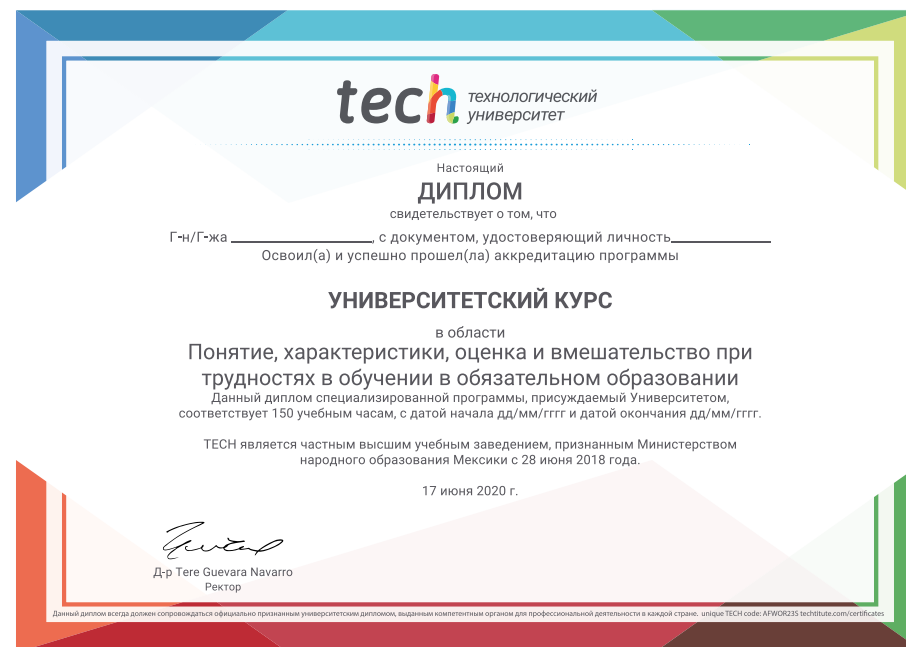 tech технологический
университет
Настоящий
ДИПЛОМ
свидетельствует о том, что
Г-н/Г-жа ____________________, с документом, удостоверяющий личность______________
Освоил(а) и успешно прошел(ла) аккредитацию программы
УНИВЕРСИТЕТСКИЙ КУРС
в области
Понятие, характеристики, оценка и вмешательство при
трудностях в обучении в обязательном образовании
Данный диплом специализированной программы, присуждаемый Университетом,
соответствует 150 учебным часам, с датой начала дд/мм/гггг и датой окончания дд/мм/гггг.
TECH является частным высшим учебным заведением, признанным Министерством
народного образования Мексики с 28 июня 2018 года.
17 июня 2020 г.
Д-р Tere Guevara Navarro
Ректор
Данный диплом всегда должен сопровождаться официально признанным университетским дипломом, выданным компетентным органом для профессиональной деятельности в каждой стране. unique TECH code: AFWOR23S techtitute.com/certificates